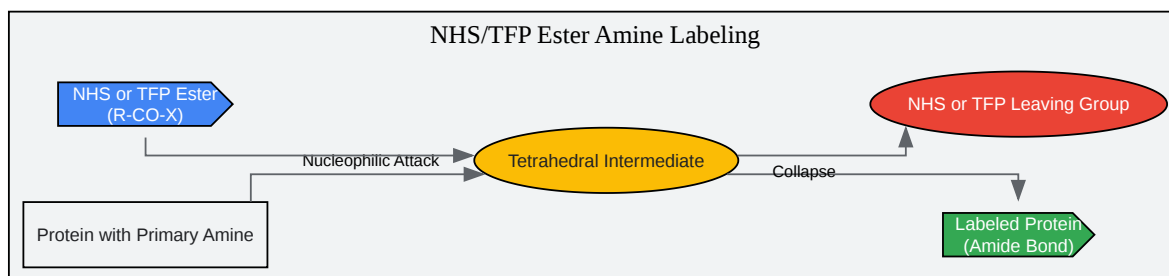 NHS/TFP Ester Amine Labeling
NHS or TFP Ester
(R-CO-X)
NHS or TFP Leaving Group
Nucleophilic Attack
Tetrahedral Intermediate
Collapse
Protein with Primary Amine
Labeled Protein
(Amide Bond)